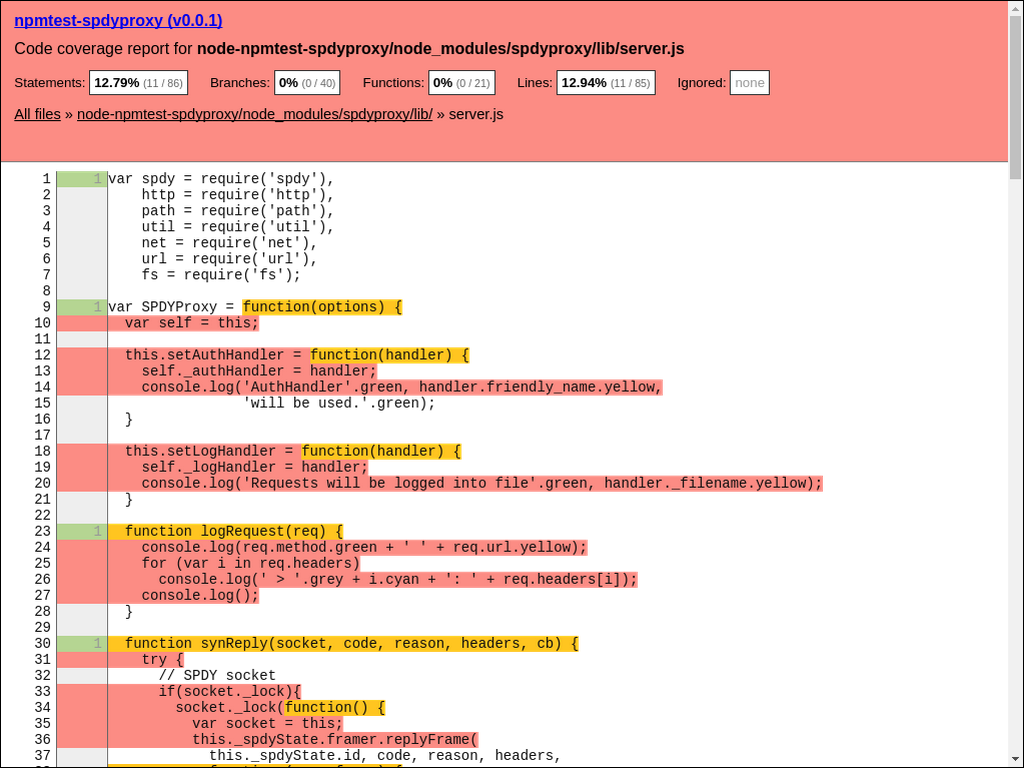 npmtest-spdyproxy (v0.0.1)
Code coverage report for node-npmtest-spdyproxy/node_modules/spdyproxy/lib/server.js
Statements: 12.79% (11 / 86) Branches: 0% (0 / 40) Functions: 0% (0 / 21) Lines: 12.94% (11 / 85) Ignored: none
All files » node-npmtest-spdyproxy/node_modules/spdyproxy/lib/ » server.js
1 1 var spdy = require('spdy'),
2     http = require('http'),
3     path = require('path'),
4     util = require('util'),
5     net = require('net'),
6     url = require('url'),
7     fs = require('fs');
8
9 1 var SPDYProxy = function(options) {
10   var self = this;
11
12   this.setAuthHandler = function(handler) {
13     self._authHandler = handler;
14     console.log('AuthHandler'.green, handler.friendly_name.yellow,
15                 'will be used.'.green);
16   }
17
18   this.setLogHandler = function(handler) {
19     self._logHandler = handler;
20     console.log('Requests will be logged into file'.green, handler._filename.yellow);
21   }
22
23 1   function logRequest(req) {
24     console.log(req.method.green + ' ' + req.url.yellow);
25     for (var i in req.headers)
26       console.log(' > '.grey + i.cyan + ': ' + req.headers[i]);
27     console.log();
28   }
29
30 1   function synReply(socket, code, reason, headers, cb) {
31     try {
32       // SPDY socket
33       if(socket._lock){
34         socket._lock(function() {
35           var socket = this;
36           this._spdyState.framer.replyFrame(
37             this._spdyState.id, code, reason, headers,